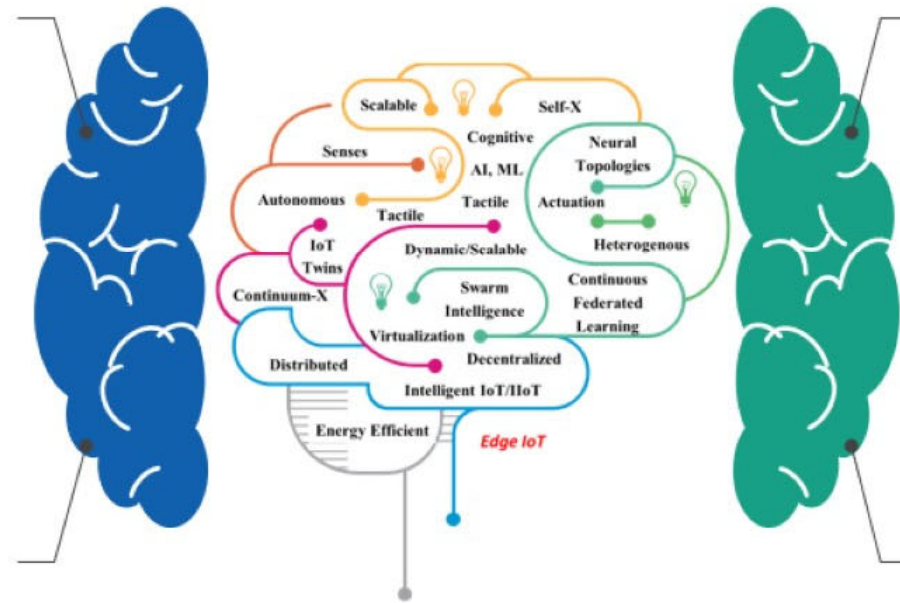 Scalable
Self-X
Cognitive
Neural
Topologies
Senses
AI, ML
Autonomous
Tactile
Tactile
Actuation
IoT
Twins
Dynamic/Scalable
Heterogenous
Continuum-X
Swarm
Intelligence
Continuous
Federated
Learning
Virtualization
Distributed
Decentralized
Intelligent IoT/IIoT
Energy Efficient
Edge IoT